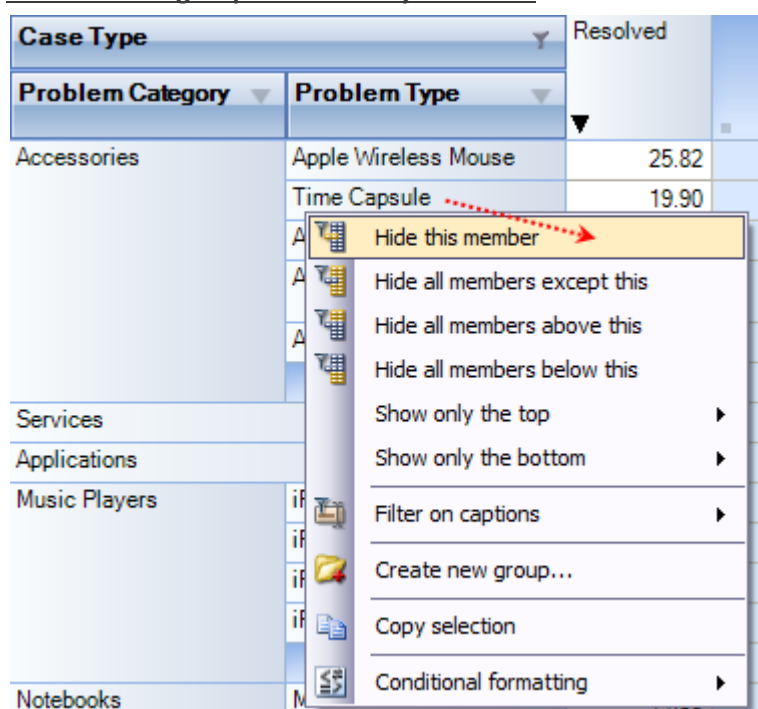 Case Type Resolved
Problem Category Problem Type
Accessories Apple Wireless Mouse 25.82
Time Capsule 19.90
Hide this member
Hide all members except this
Hide all members above this
Hide all members below this
Services Show only the top
Applications Show only the bottom
Music Players
Filter on captions
Create new group...
Copy selection
Conditional formatting
Notebooks